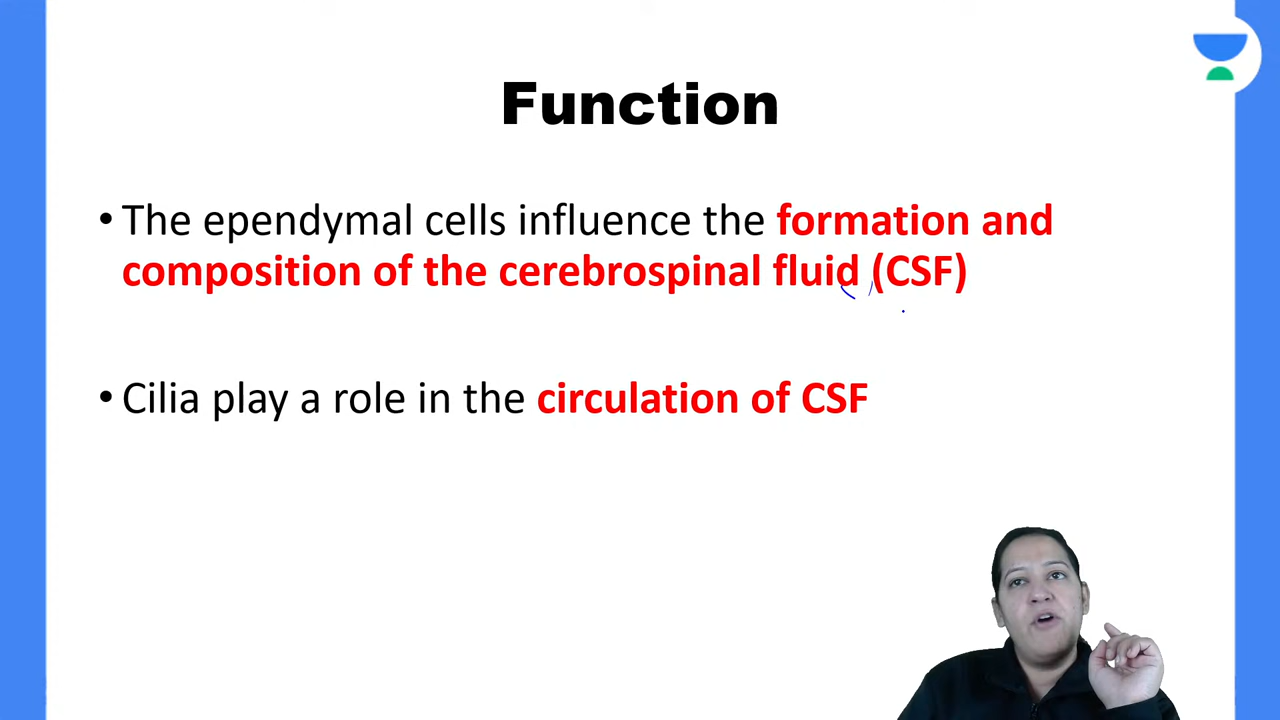 Function
• The ependymal cells influence the formation and
composition of the cerebrospinal fluid (CSF)
• Cilia play a role in the circulation of CSF